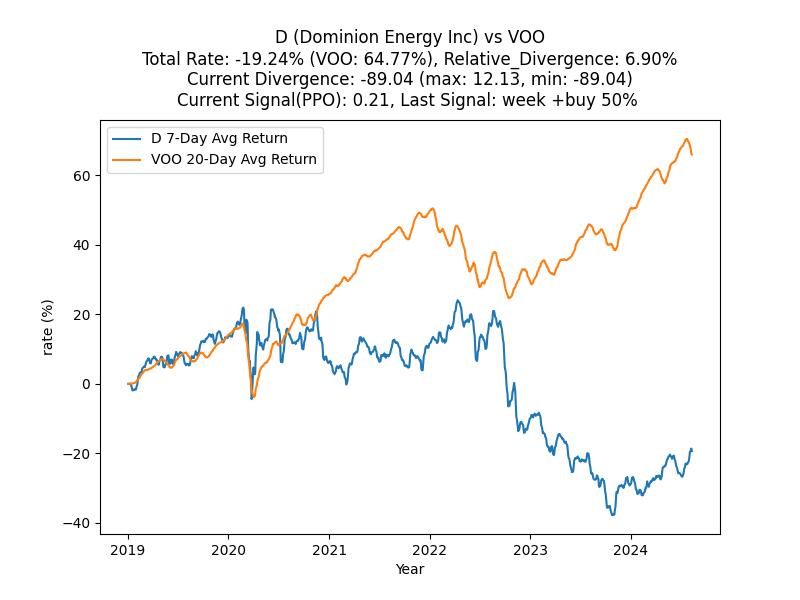 D (Dominion Energy Inc) vs VOO
Total Rate: -19.24% (VOO: 64.77%), Relative_Divergence: 6.90%
Current Divergence: -89.04 (max: 12.13, min: -89.04)
Current Signal(PPO): 0.21, Last Signal: week +buy 50%
D 7-Day Avg Return
VOO 20-Day Avg Return
rate (%)
60
40
20
0
−20
−40
2019 2020 2021 2022 2023 2024
Year